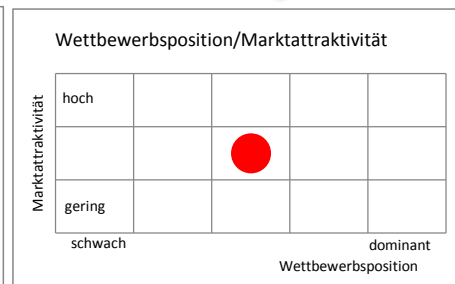 Wettbewerbsposition/Marktattraktivität
Marktattraktivität
hoch
gering
schwach
dominant
Wettbewerbsposition